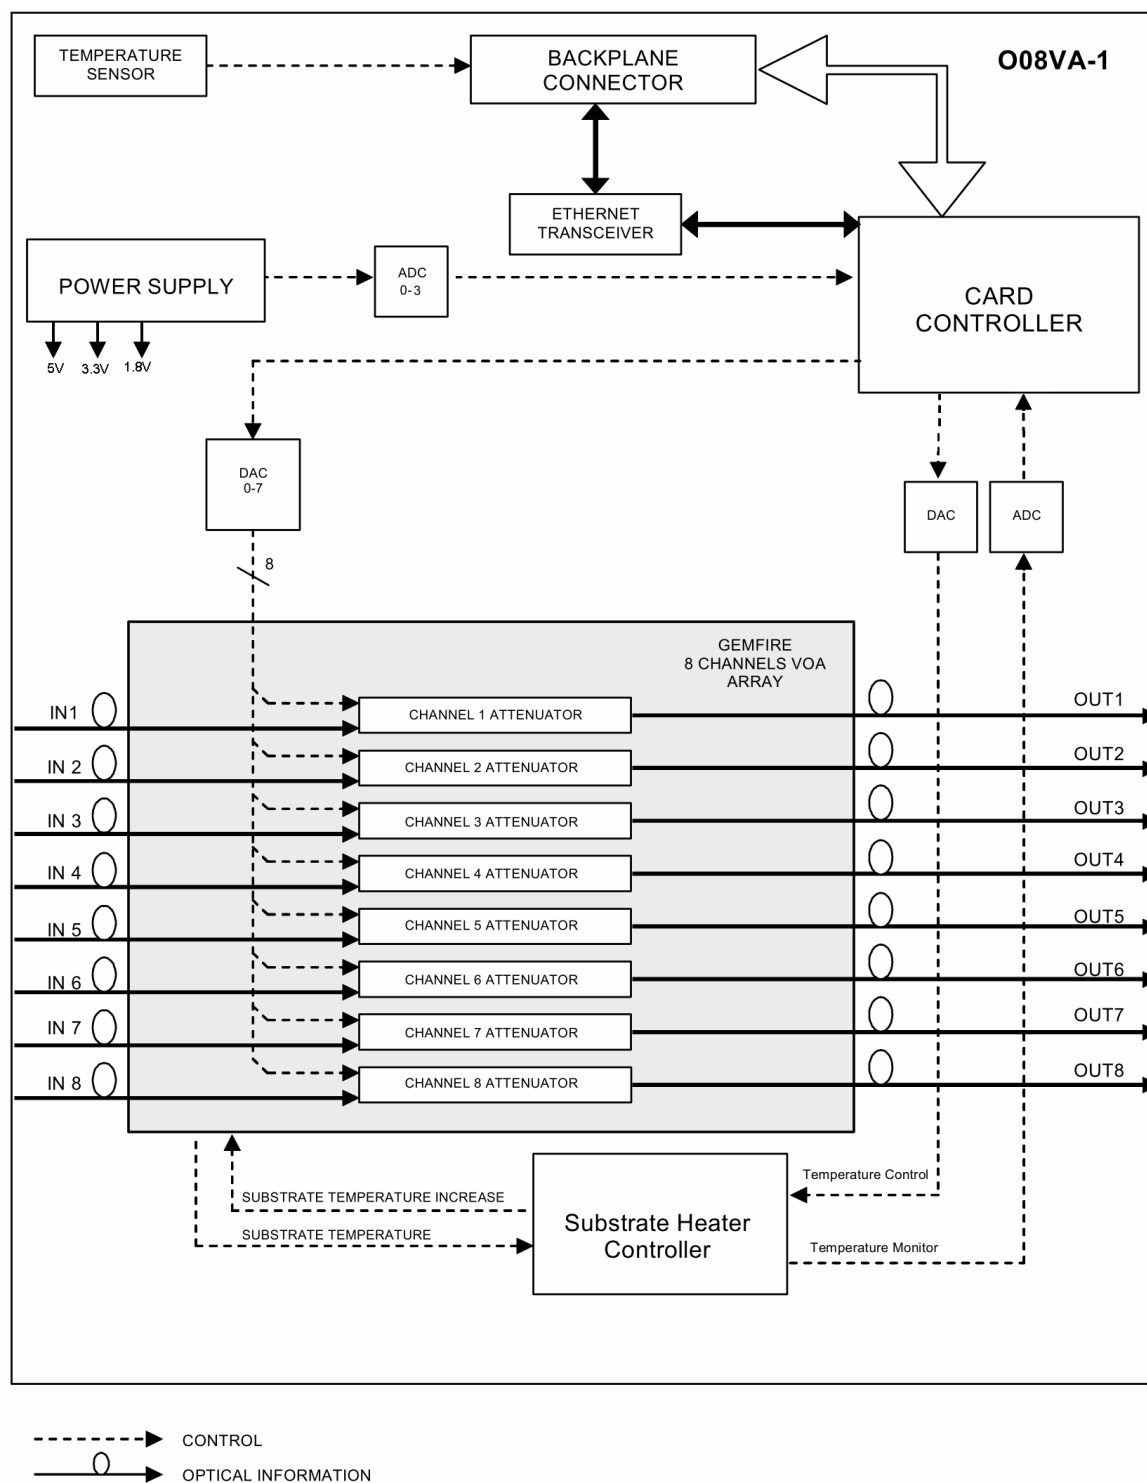 TEMPERATURE
SENSOR
BACKPLANE
CONNECTOR
O08VA-1
ETHERNET
TRANSCEIVER
POWER SUPPLY
ADC
0-3
CARD
CONTROLLER
5V
3.3V
1.8V
DAC
0-7
DAC
ADC
8
GEMFIRE
8 CHANNELS VOA
ARRAY
IN1
CHANNEL 1 ATTENUATOR
OUT1
IN 2
CHANNEL 2 ATTENUATOR
OUT2
IN 3
CHANNEL 3 ATTENUATOR
OUT3
IN 4
CHANNEL 4 ATTENUATOR
OUT4
IN 5
CHANNEL 5 ATTENUATOR
OUT5
IN 6
CHANNEL 6 ATTENUATOR
OUT6
IN 7
CHANNEL 7 ATTENUATOR
OUT7
IN 8
CHANNEL 8 ATTENUATOR
OUT8
Temperature Control
SUBSTRATE TEMPERATURE INCREASE
SUBSTRATE TEMPERATURE
Substrate Heater
Controller
Temperature Monitor
CONTROL
OPTICAL INFORMATION